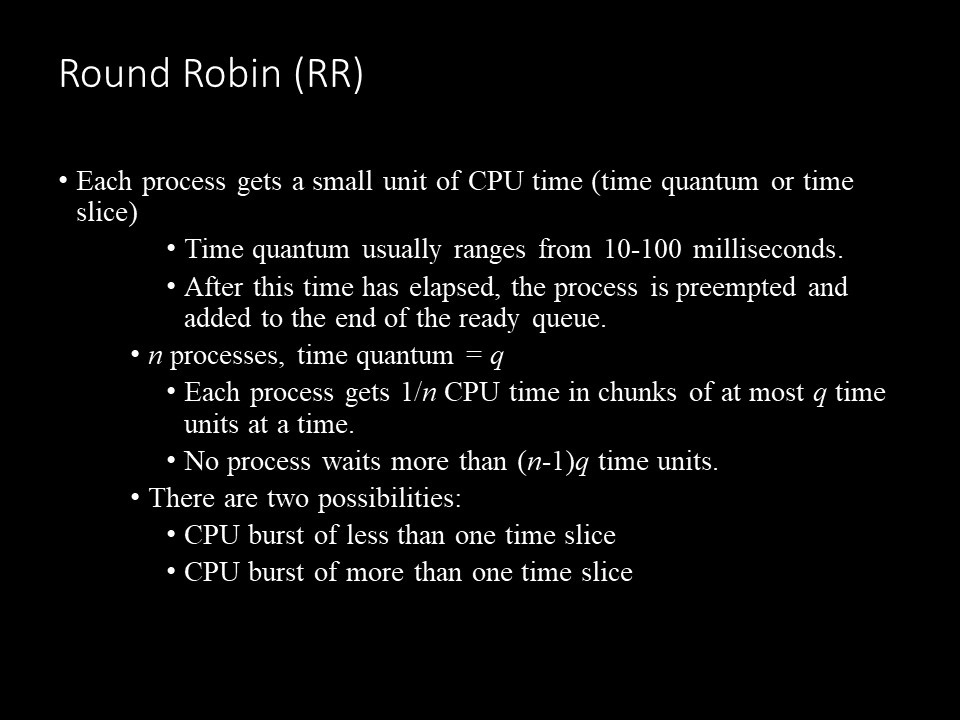 Round Robin (RR)
• Each process gets a small unit of CPU time (time quantum or time
slice)
• Time quantum usually ranges from 10-100 milliseconds.
• After this time has elapsed, the process is preempted and
added to the end of the ready queue.
• n processes, time quantum = q
• Each process gets 1/n CPU time in chunks of at most q time
units at a time.
• No process waits more than (n-1)q time units.
• There are two possibilities:
• CPU burst of less than one time slice
• CPU burst of more than one time slice